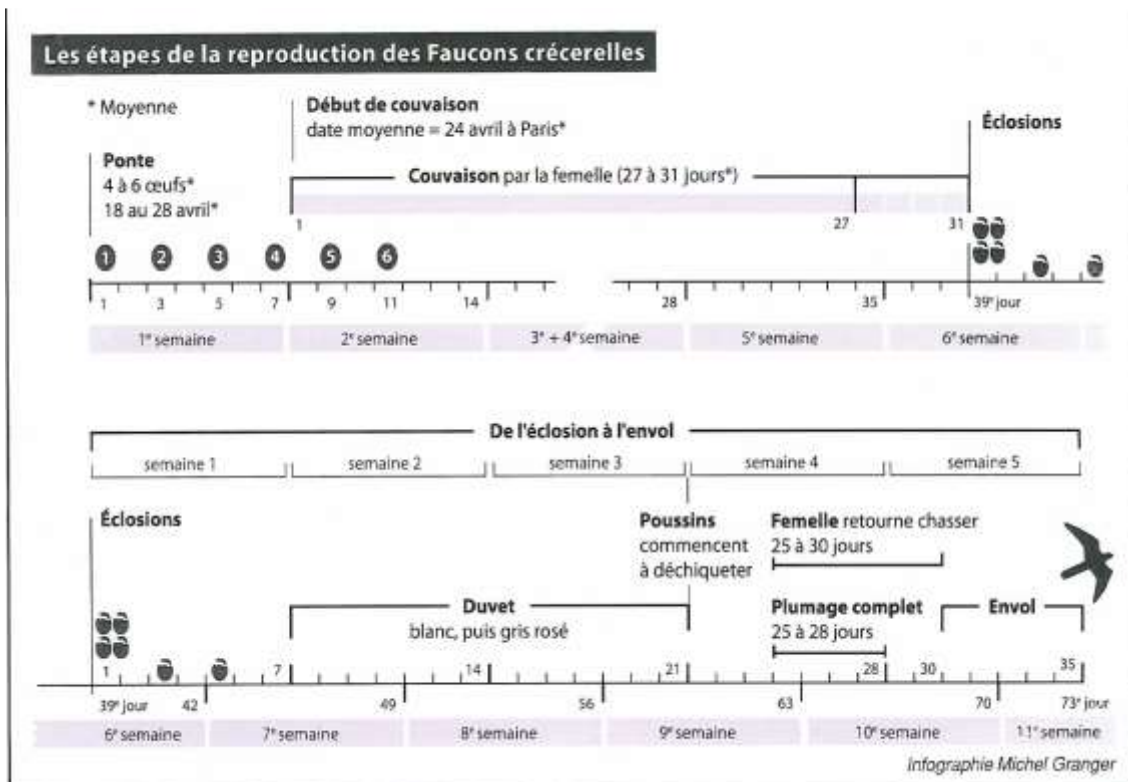 Les étapes de la reproduction des Faucons crécerelles
* Moyenne
Ponte
4 à 6 œufs*
18 au 28 avril*
Début de couvaison
date moyenne = 24 avril à Paris*
Éclosions
Couvaison par la femelle (27 à 31 jours*)
1 27 31
1 2 3 4 5 6
1 3 5 7 9 11 14 28 35 39e jour
1e semaine 2e semaine 3e + 4e semaine 5e semaine 6e semaine
De l'éclosion à l'envol
semaine 1 semaine 2 semaine 3 semaine 4 semaine 5
Éclosions
Poussins
commencent
à déchiqueter
Femelle retourne chasser
25 à 30 jours
Duvet
blanc, puis gris rosé
Plumage complet
25 à 28 jours
Envol
1 7 14 21 28 30 35
39e jour 42 49 56 63 70 73e jour
6e semaine 7e semaine 8e semaine 9e semaine 10e semaine 11e semaine
Infographie Michel Granger